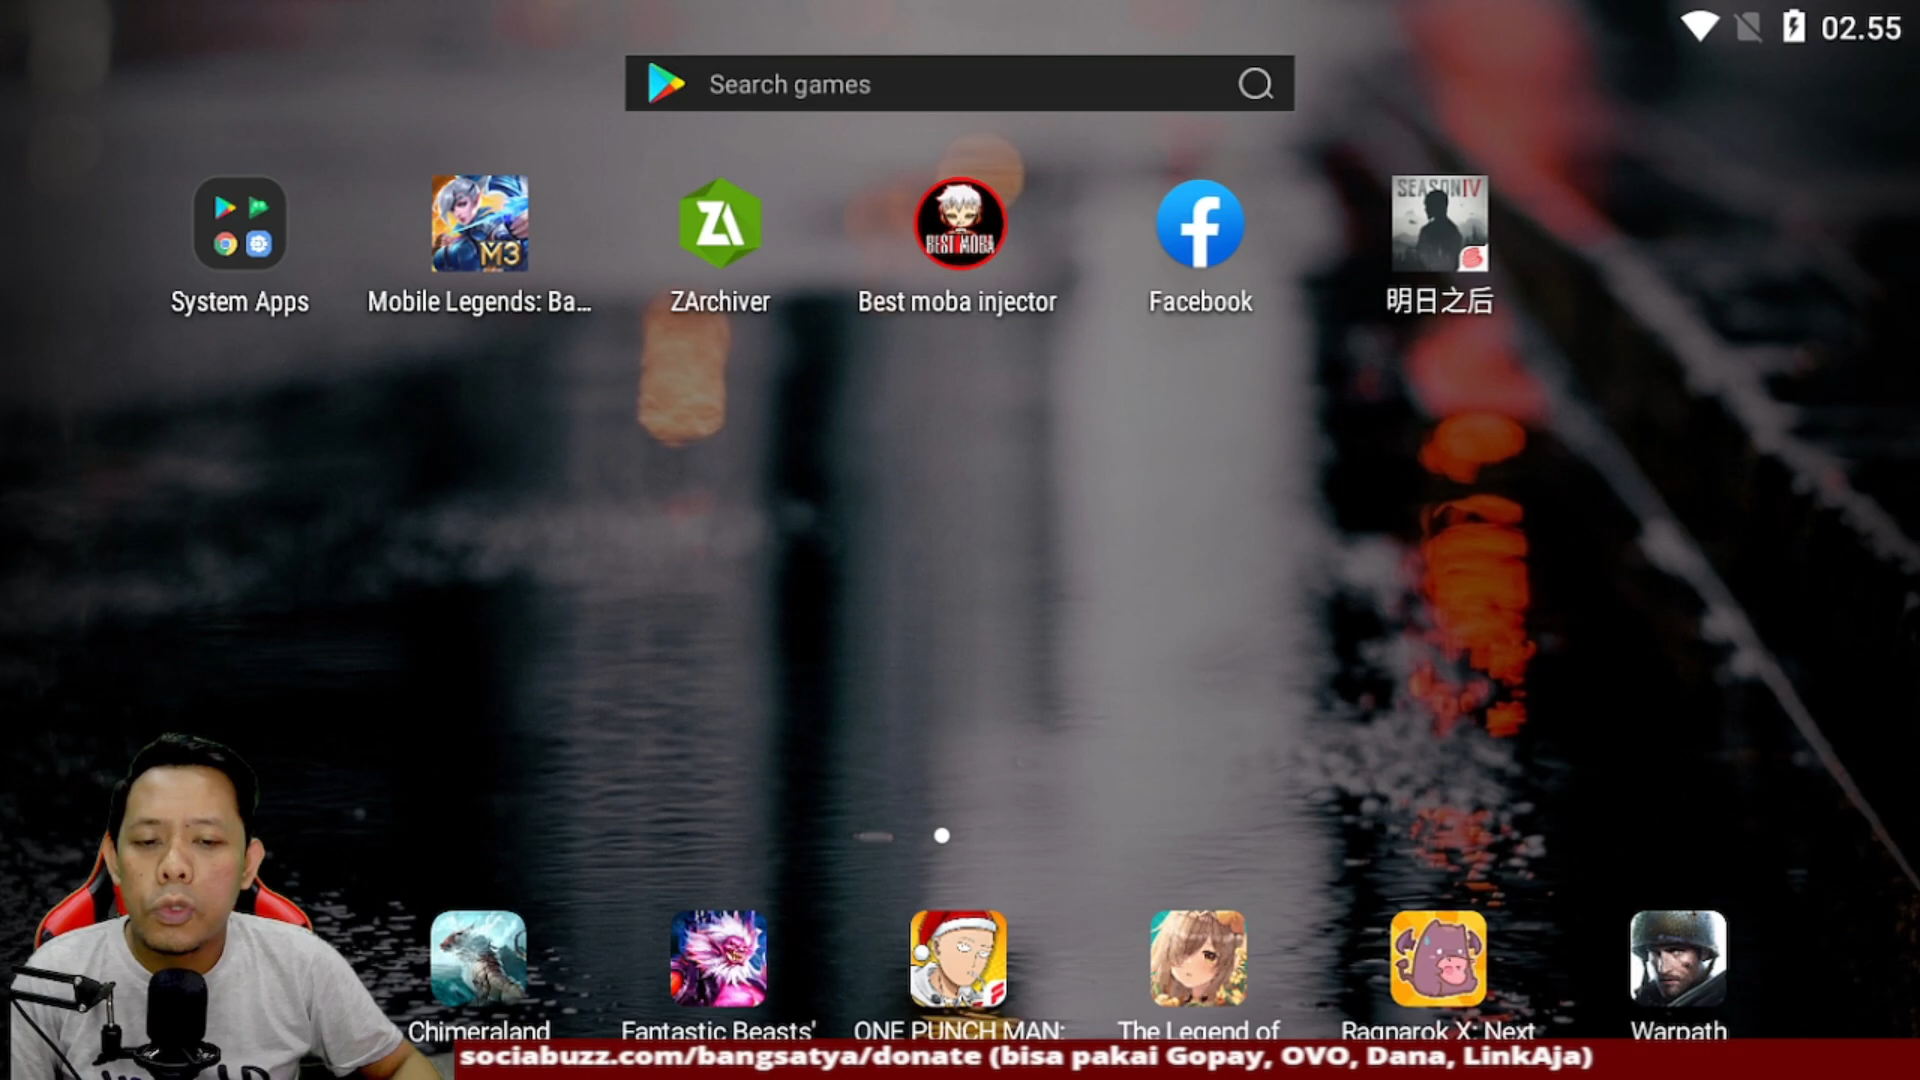 02.55
Search games
SEASONIV
M3
ZA
BEST MOBA
System Apps
Mobile Legends: Ba...
ZArchiver
Best moba injector
Facebook
明日之后
Chimeraland
Fantastic Beasts'
ONE PUNCH MAN:
The Legend of
Ragnarok X: Next
Warpath
sociabuzz.com/bangsatya/donate (bisa pakai Gopay, OVO, Dana, LinkAja)